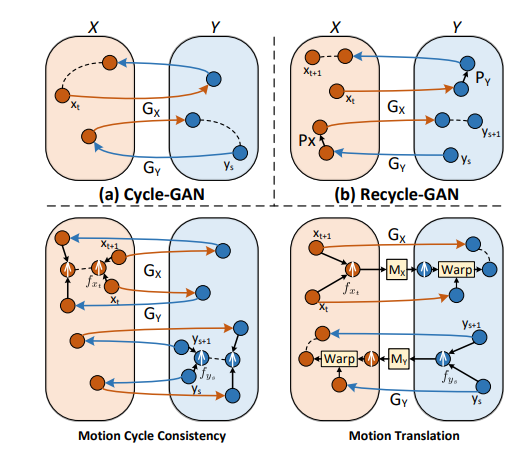 X Y
x_t
G_X
G_Y
y_s
(a) Cycle-GAN
X Y
x_{t+1}
P_Y
x_t
G_X
y_{s+1}
P_X
G_Y
y_s
(b) Recycle-GAN
x_{t+1}
G_X
f_{x_t}
x_t
G_Y
y_{s+1}
f_{y_s}
y_s
Motion Cycle Consistency
x_{t+1}
G_X
f_{x_t}
M_X
Warp
x_t
y_{s+1}
Warp
M_Y
f_{y_s}
G_Y
y_s
Motion Translation